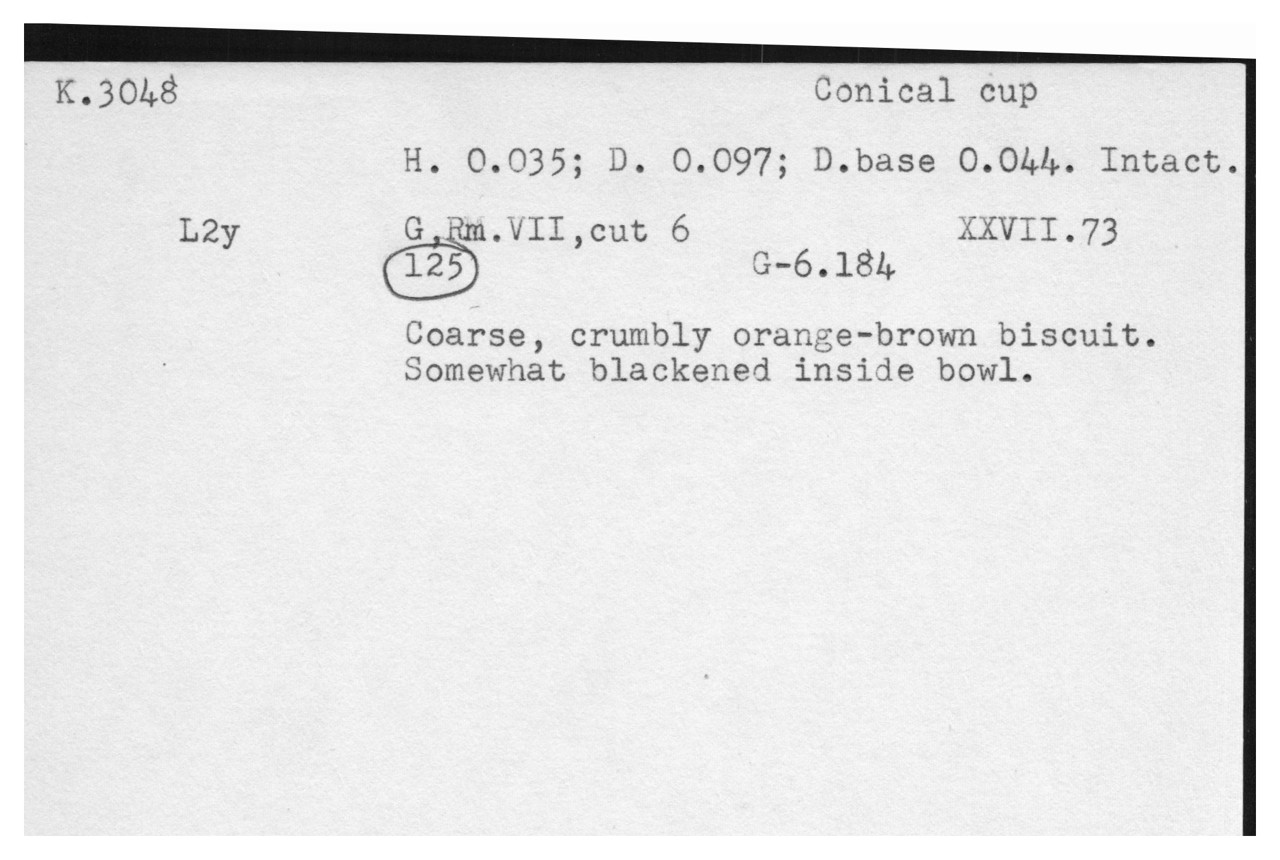 K.3048 Conical cup
H. 0.035; D. 0.097; D.base 0.044. Intact.
L2y G,Rm.VII,cut 6 XXVII.73
125 G-6.184
Coarse, crumbly orange-brown biscuit.
Somewhat blackened inside bowl.